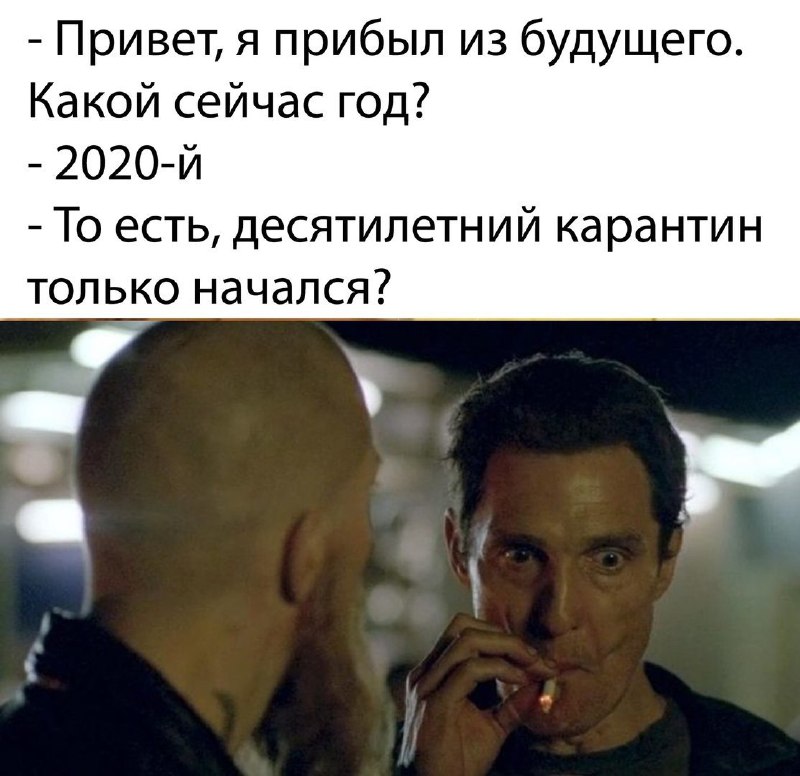 - Привет, я прибыл из будущего.
Какой сейчас год?
- 2020-й
- То есть, десятилетний карантин
только начался?